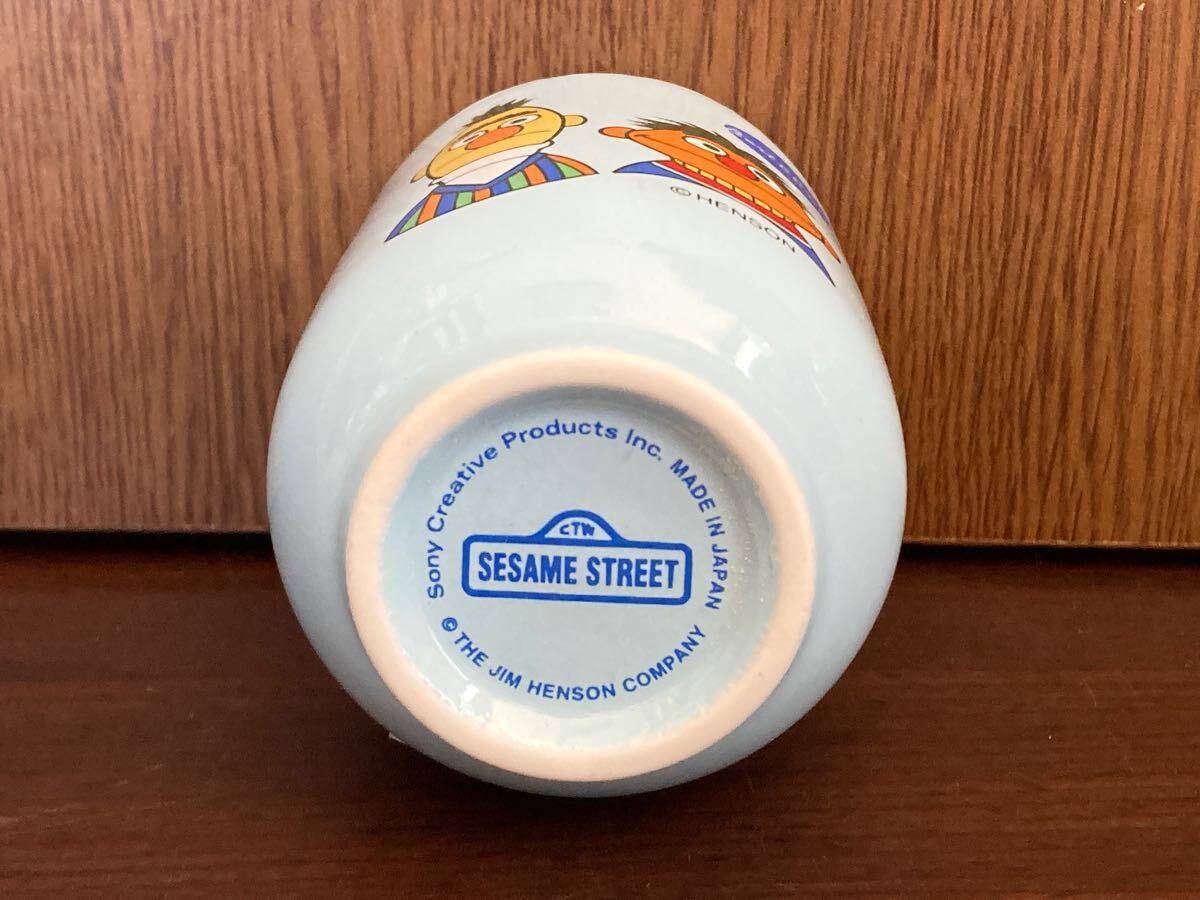 ©HENSON
Sony Creative Products Inc. MADE IN JAPAN
CTW
SESAME STREET
© THE JIM HENSON COMPANY